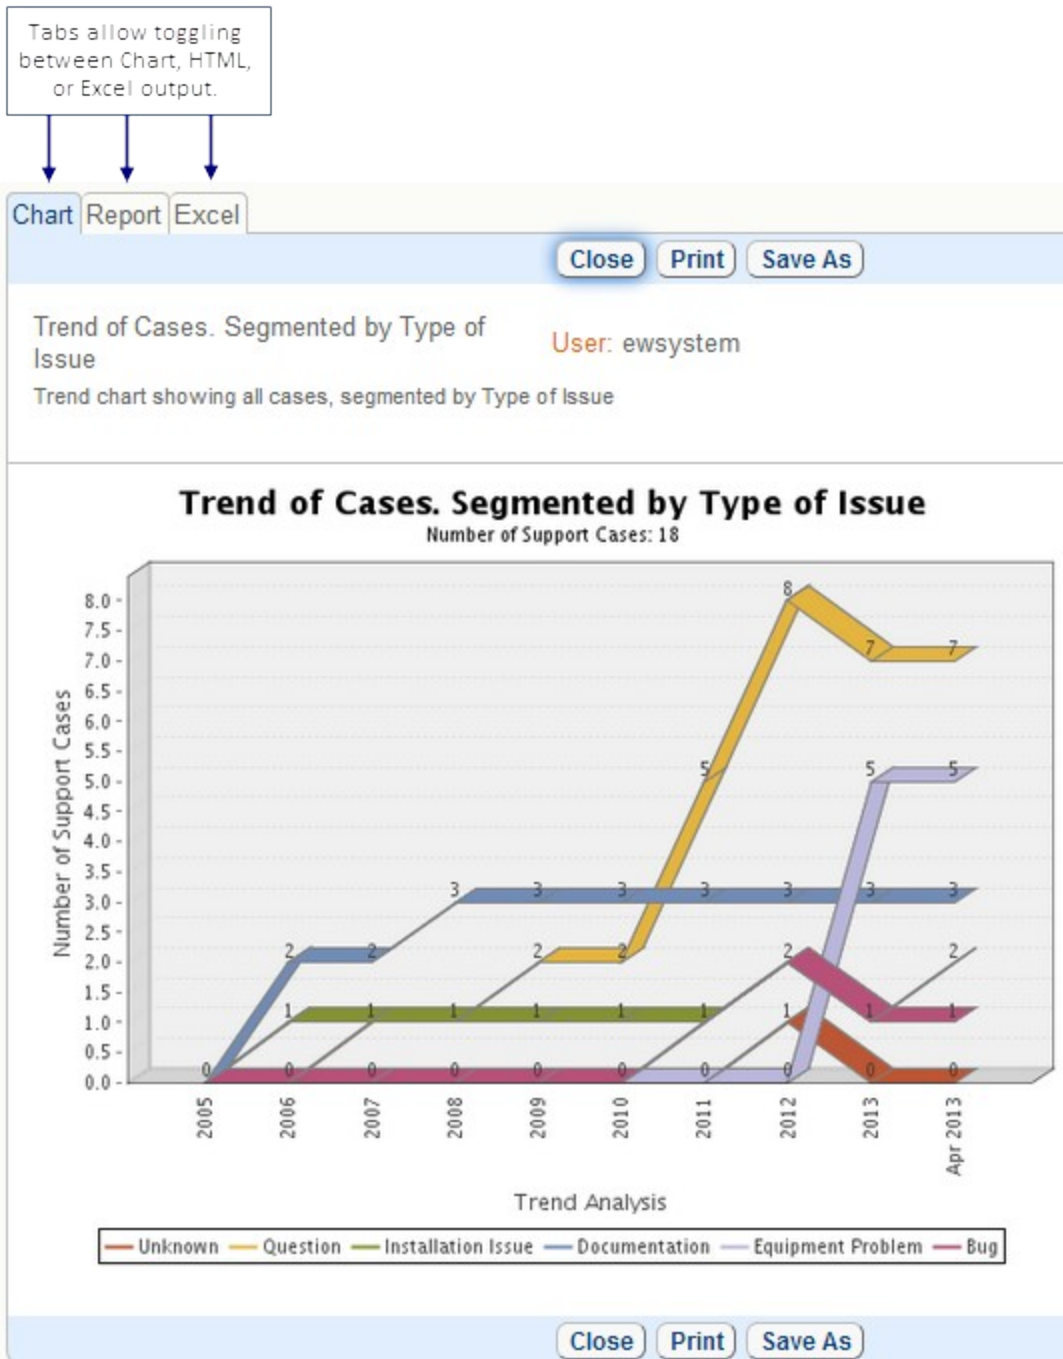 Tabs allow toggling
between Chart, HTML,
or Excel output.
Chart Report Excel
Close Print Save As
Trend of Cases. Segmented by Type of
Issue
User: ewsystem
Trend chart showing all cases, segmented by Type of Issue
Trend of Cases. Segmented by Type of Issue
Number of Support Cases: 18
Number of Support Cases
8.0
7.5
7.0
6.5
6.0
5.5
5.0
4.5
4.0
3.5
3.0
2.5
2.0
1.5
1.0
0.5
0.0
8
7 7
5 5 5
3 3 3 3 3 3 3
2 2 2 2 2 2
1 1 1 1 1 1 1 1 1
0 0 0 0 0 0 0 0 0 0
2005 2006 2007 2008 2009 2010 2011 2012 2013 Apr 2013
Trend Analysis
Unknown Question Installation Issue Documentation Equipment Problem Bug
Close Print Save As